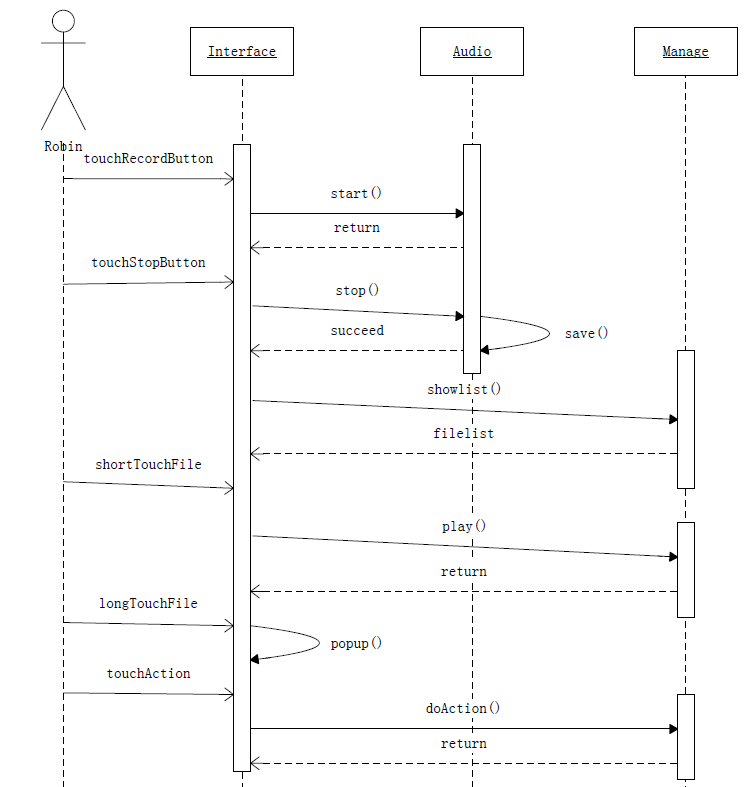 Interface
Audio
Manage
Robin
touchRecordButton
start()
return
touchStopButton
stop()
succeed
save()
showlist()
filelist
shortTouchFile
play()
return
longTouchFile
popup()
touchAction
doAction()
return